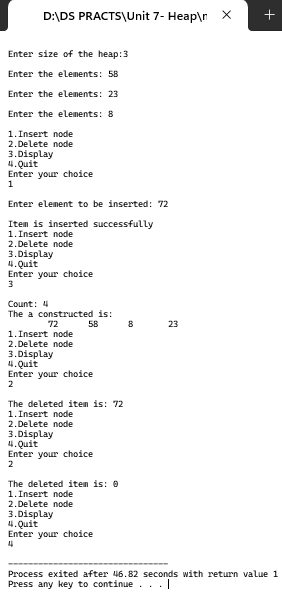 D:\DS PRACTS\Unit 7- Heap\n
Enter size of the heap:3
Enter the elements: 58
Enter the elements: 23
Enter the elements: 8
1.Insert node
2.Delete node
3.Display
4.Quit
Enter your choice
1
Enter element to be inserted: 72
Item is inserted successfully
1.Insert node
2.Delete node
3.Display
4.Quit
Enter your choice
3
Count: 4
The a constructed is:
72 58 8 23
1.Insert node
2.Delete node
3.Display
4.Quit
Enter your choice
2
The deleted item is: 72
1.Insert node
2.Delete node
3.Display
4.Quit
Enter your choice
2
The deleted item is: 0
1.Insert node
2.Delete node
3.Display
4.Quit
Enter your choice
4
--------------------------------
Process exited after 46.82 seconds with return value 1
Press any key to continue . . .